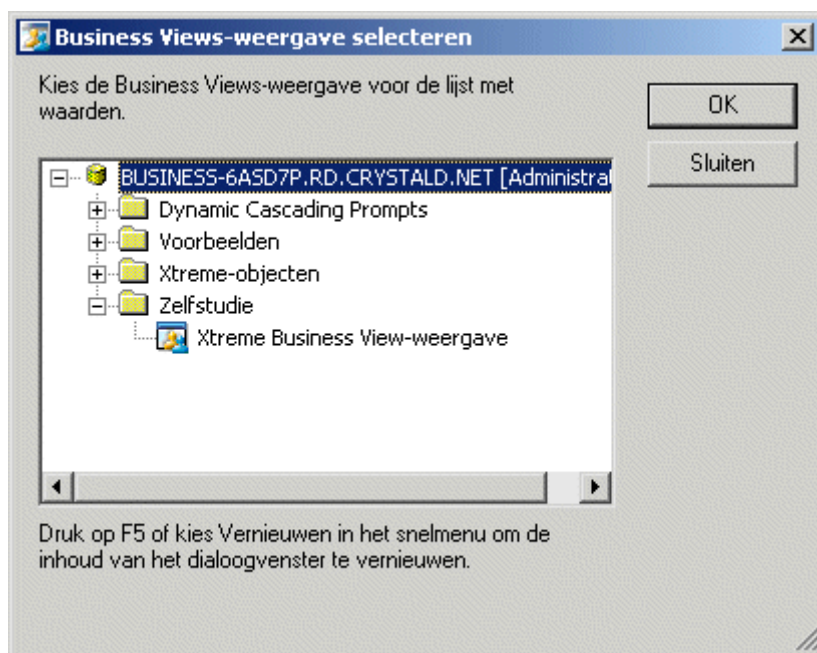 Business Views-weergave selecteren
Kies de Business Views-weergave voor de lijst met
waarden.
OK
Sluiten
BUSINESS-6ASD7P.RD.CRYSTALD.NET [Administra
Dynamic Cascading Prompts
Voorbeelden
Xtreme-objecten
Zelfstudie
Xtreme Business View-weergave
Druk op F5 of kies Vernieuwen in het snelmenu om de
inhoud van het dialoogvenster te vernieuwen.